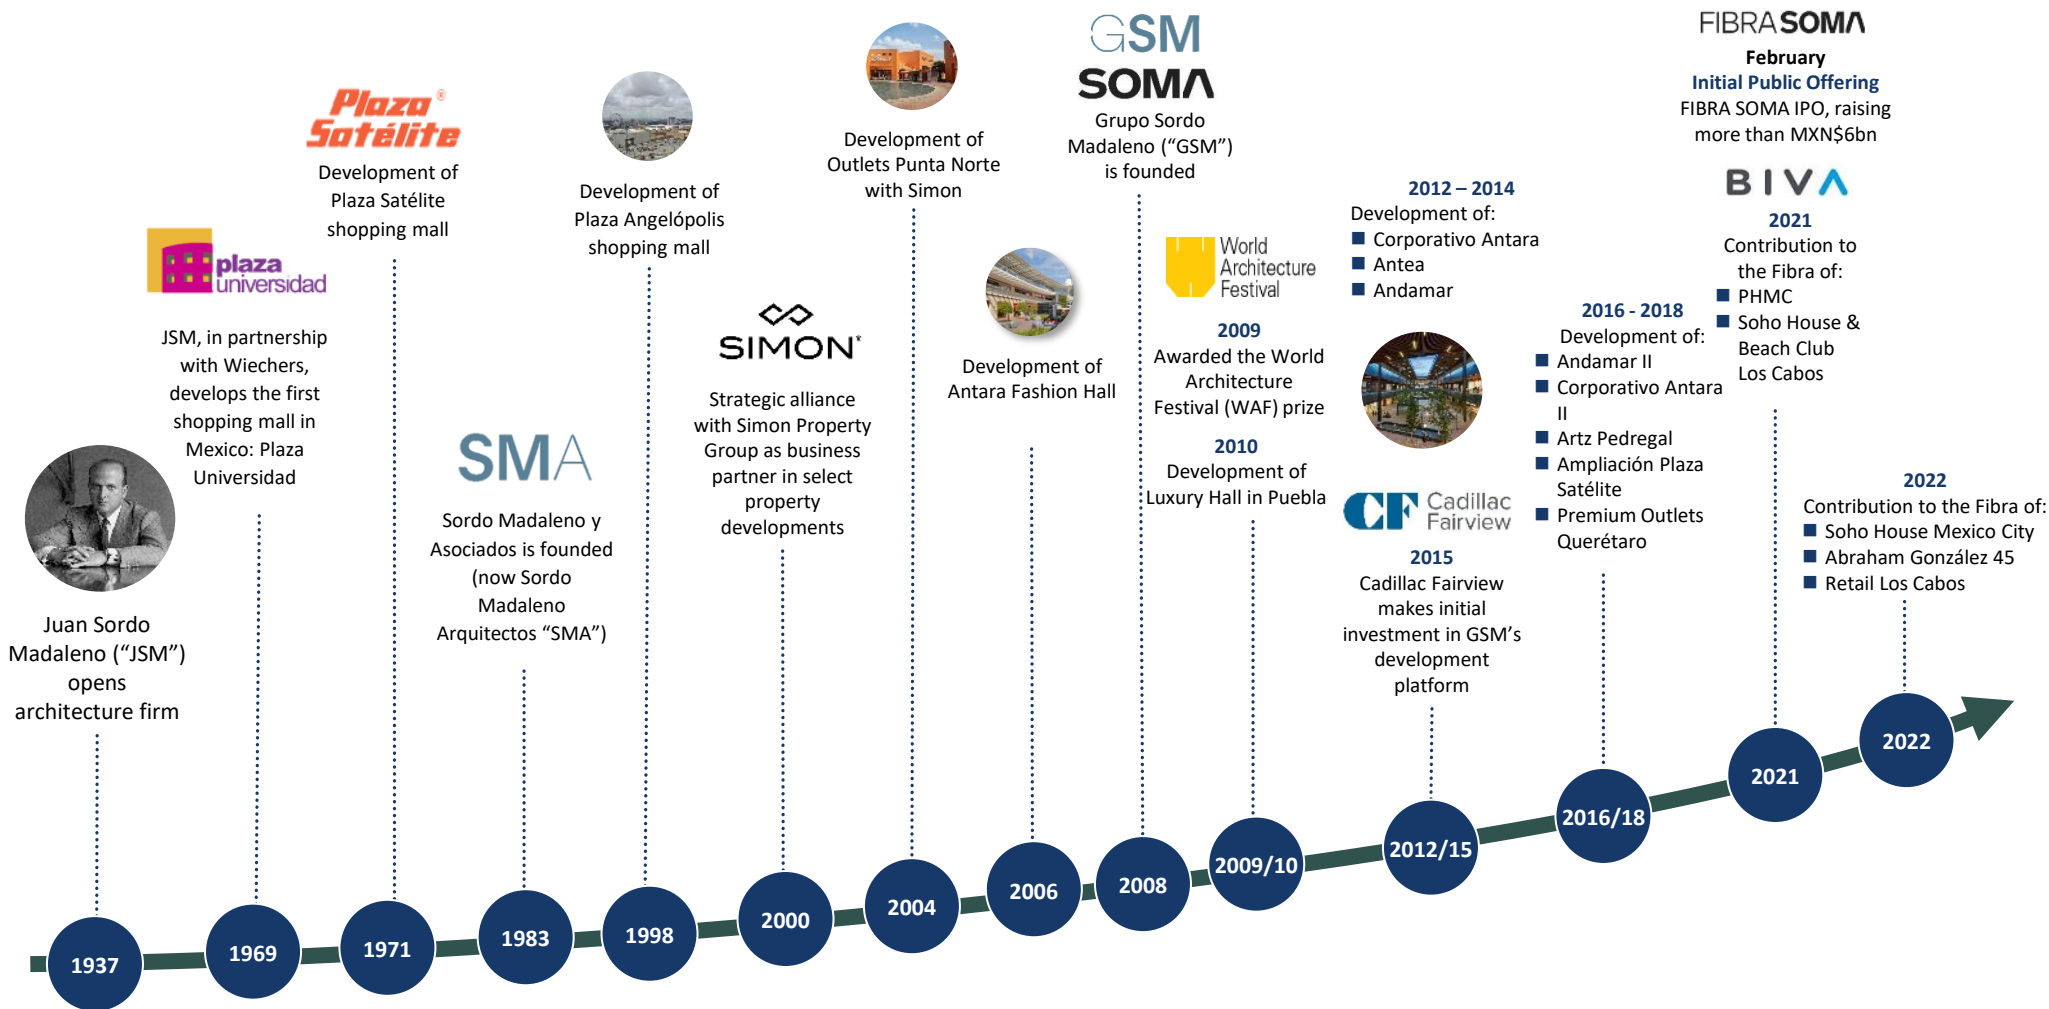 Juan Sordo
Madaleno (“JSM”)
opens
architecture firm
1937
plaza
universidad
JSM, in partnership
with Wiechers,
develops the first
shopping mall in
Mexico: Plaza
Universidad
1969
Plaza®
Satélite
Development of
Plaza Satélite
shopping mall
1971
SMA
Sordo Madaleno y
Asociados is founded
(now Sordo
Madaleno
Arquitectos “SMA”)
1983
Development of
Plaza Angelópolis
shopping mall
1998
SIMON
Strategic alliance
with Simon Property
Group as business
partner in select
property
developments
2000
Development of
Outlets Punta Norte
with Simon
2004
Development of
Antara Fashion Hall
2006
GSM
SOMA
Grupo Sordo
Madaleno (“GSM”)
is founded
2008
World
Architecture
Festival
2009
Awarded the World
Architecture
Festival (WAF) prize
2010
Development of
Luxury Hall in Puebla
2009/10
2012 – 2014
Development of:
■ Corporativo Antara
■ Antea
■ Andamar
CF Cadillac
Fairview
2015
Cadillac Fairview
makes initial
investment in GSM’s
development
platform
2012/15
2016 - 2018
Development of:
■ Andamar II
■ Corporativo Antara
II
■ Artz Pedregal
■ Ampliación Plaza
Satélite
■ Premium Outlets
Querétaro
2016/18
FIBRA SOMA
February
Initial Public Offering
FIBRA SOMA IPO, raising
more than MXN$6bn
BIVA
2021
Contribution to
the Fibra of:
■ PHMC
■ Soho House &
Beach Club
Los Cabos
2021
2022
Contribution to the Fibra of:
■ Soho House Mexico City
■ Abraham González 45
■ Retail Los Cabos
2022